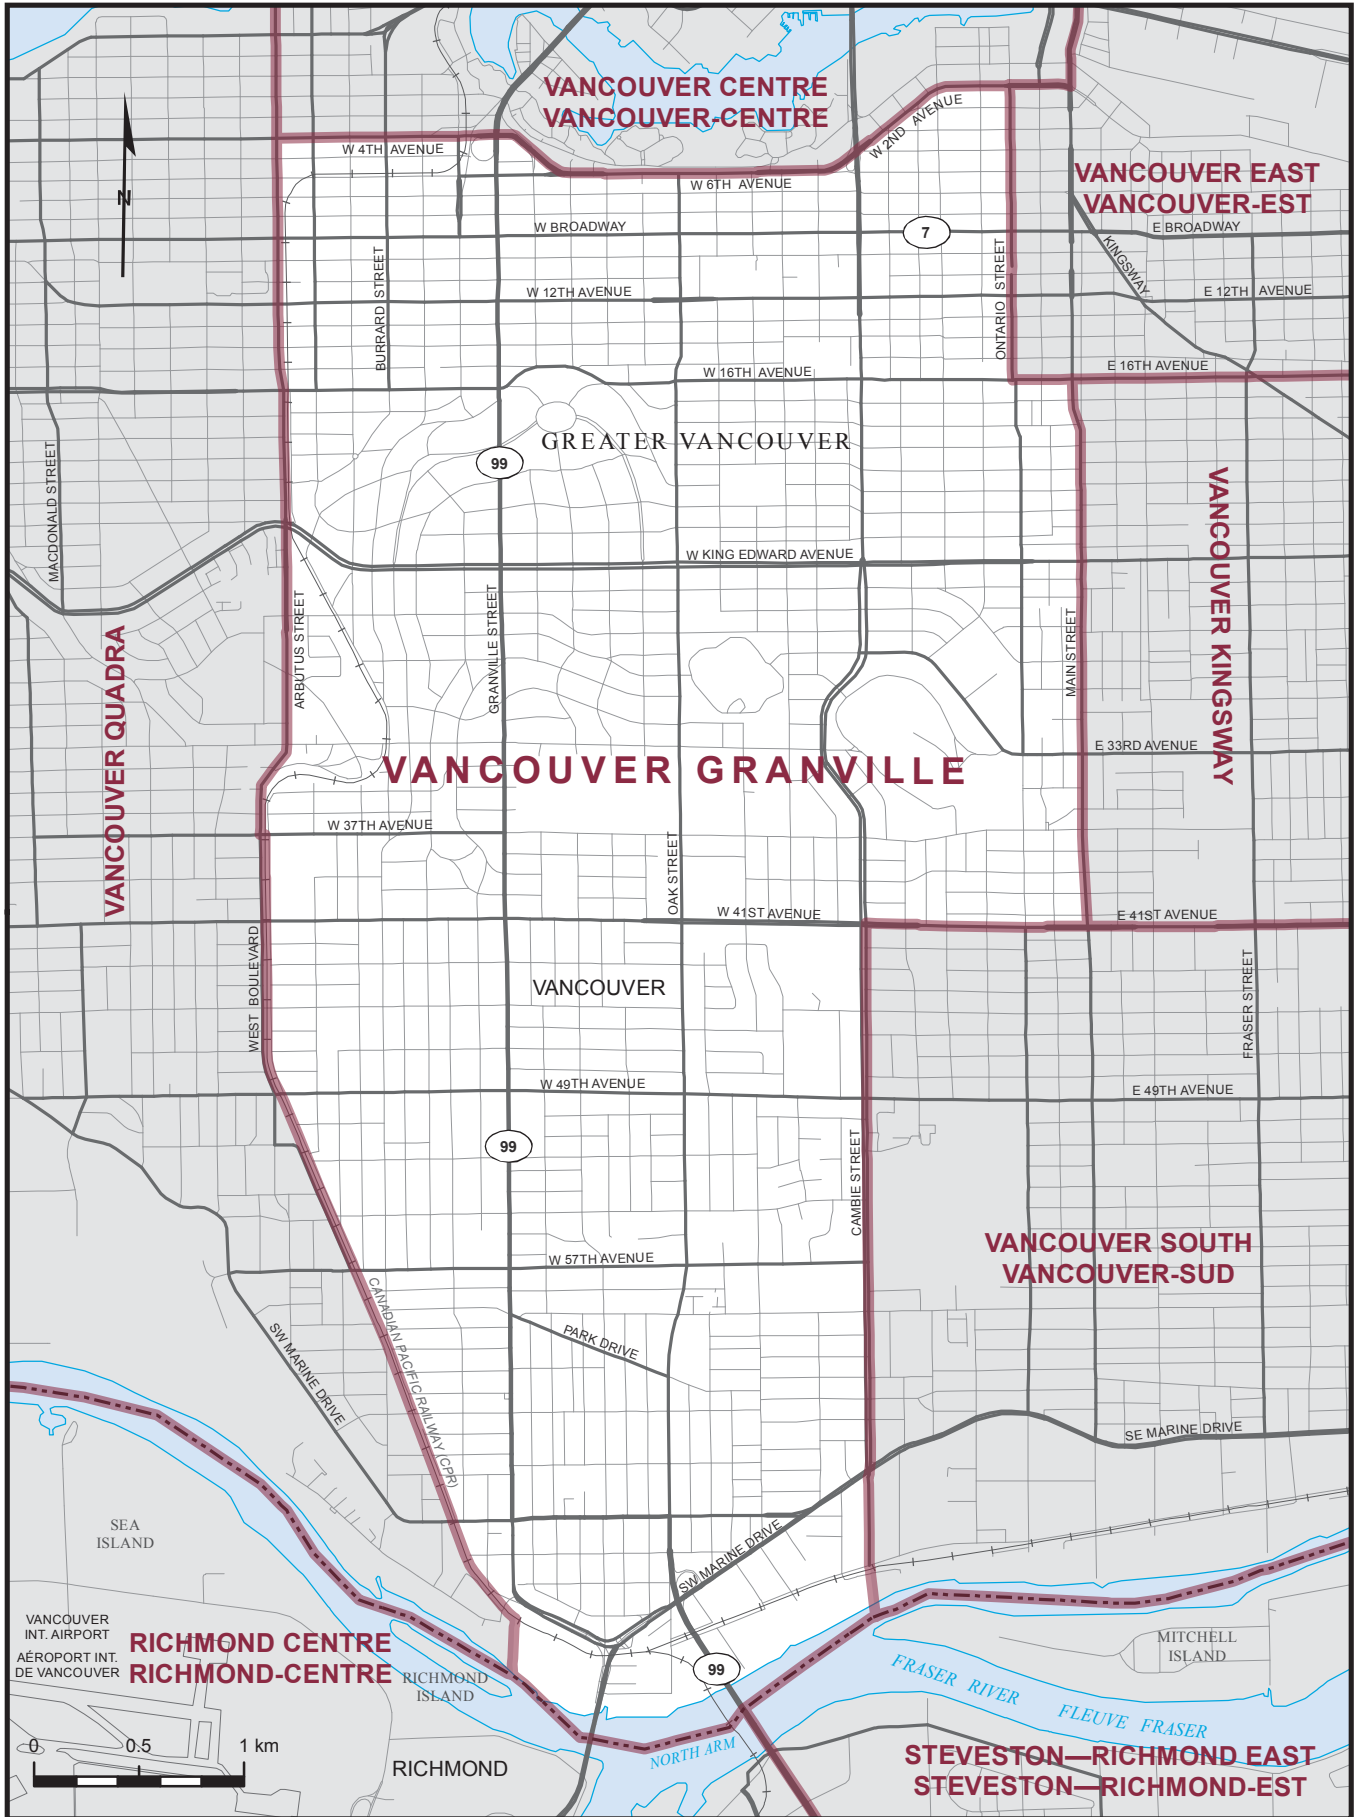 VANCOUVER CENTRE
VANCOUVER-CENTRE
W 4TH AVENUE
W 2ND AVENUE
W 6TH AVENUE
VANCOUVER EAST
VANCOUVER-EST
N
W BROADWAY
7
E BROADWAY
KINGSWAY
BURRARD STREET
ONTARIO STREET
W 12TH AVENUE
E 12TH AVENUE
W 16TH AVENUE
E 16TH AVENUE
GREATER VANCOUVER
99
MACDONALD STREET
VANCOUVER KINGSWAY
W KING EDWARD AVENUE
ARBUTUS STREET
GRANVILLE STREET
MAIN STREET
VANCOUVER QUADRA
E 33RD AVENUE
VANCOUVER GRANVILLE
W 37TH AVENUE
OAK STREET
W 41ST AVENUE
E 41ST AVENUE
WEST BOULEVARD
VANCOUVER
FRASER STREET
W 49TH AVENUE
E 49TH AVENUE
99
CAMBIE STREET
VANCOUVER SOUTH
VANCOUVER-SUD
W 57TH AVENUE
CANADIAN PACIFIC RAILWAY (CPR)
SW MARINE DRIVE
PARK DRIVE
SE MARINE DRIVE
SEA
ISLAND
SW MARINE DRIVE
VANCOUVER
INT. AIRPORT
AÉROPORT INT.
DE VANCOUVER
RICHMOND CENTRE
RICHMOND-CENTRE
RICHMOND
ISLAND
99
MITCHELL
ISLAND
FRASER RIVER
FLEUVE FRASER
NORTH ARM
0 0.5 1 km
RICHMOND
STEVESTON—RICHMOND EAST
STEVESTON—RICHMOND-EST